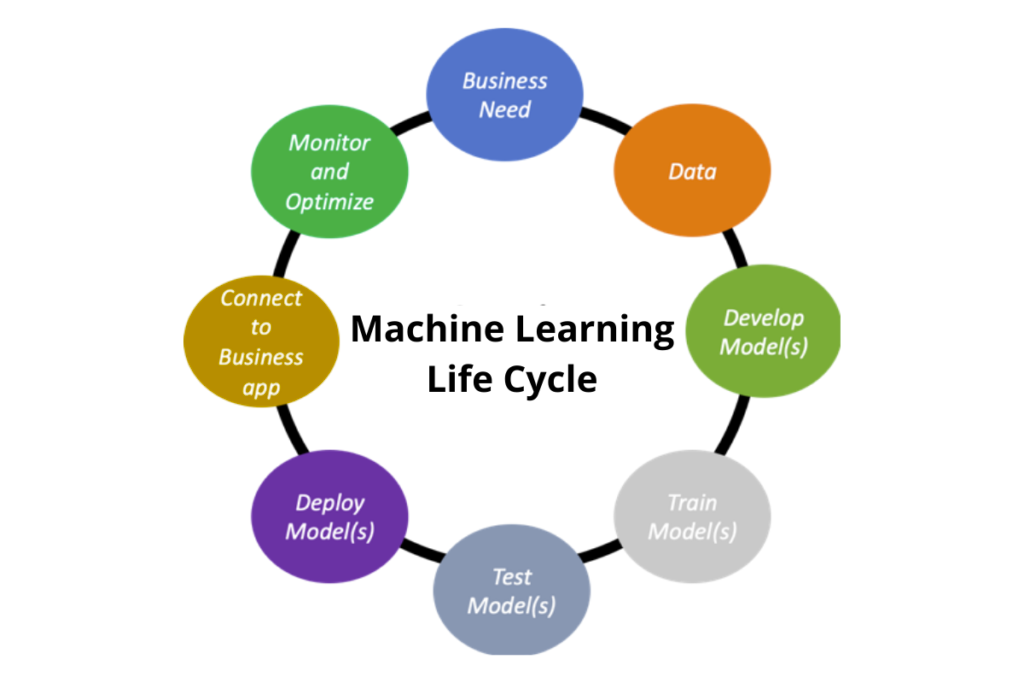 Business
Need
Data
Develop
Model(s)
Train
Model(s)
Test
Model(s)
Deploy
Model(s)
Connect
to
Business
app
Monitor
and
Optimize
Machine Learning
Life Cycle